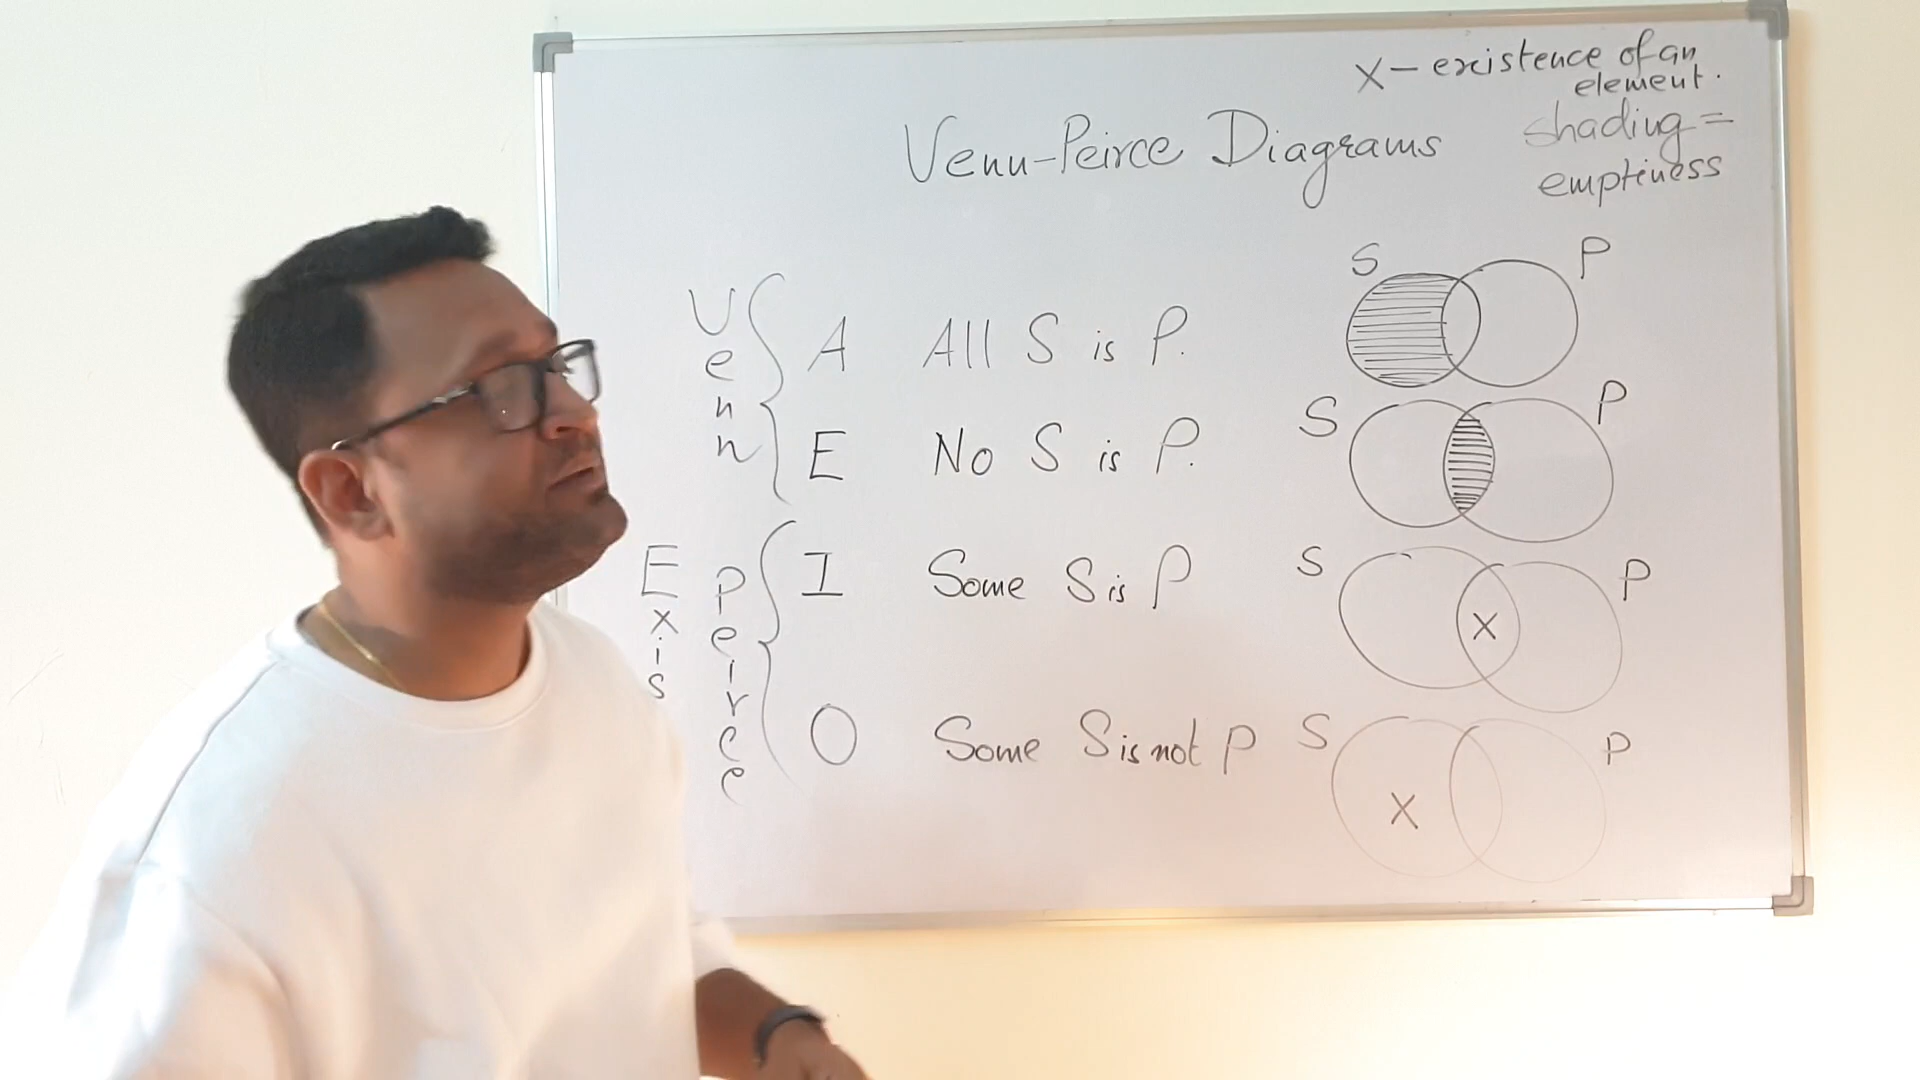 X – existence of an
element.
Venn-Peirce Diagrams
shading =
emptiness
Venn
A All S is P.
S P
E No S is P.
S P
Exis
Peirce
I Some S is P
S X P
O Some S is not P
S X P